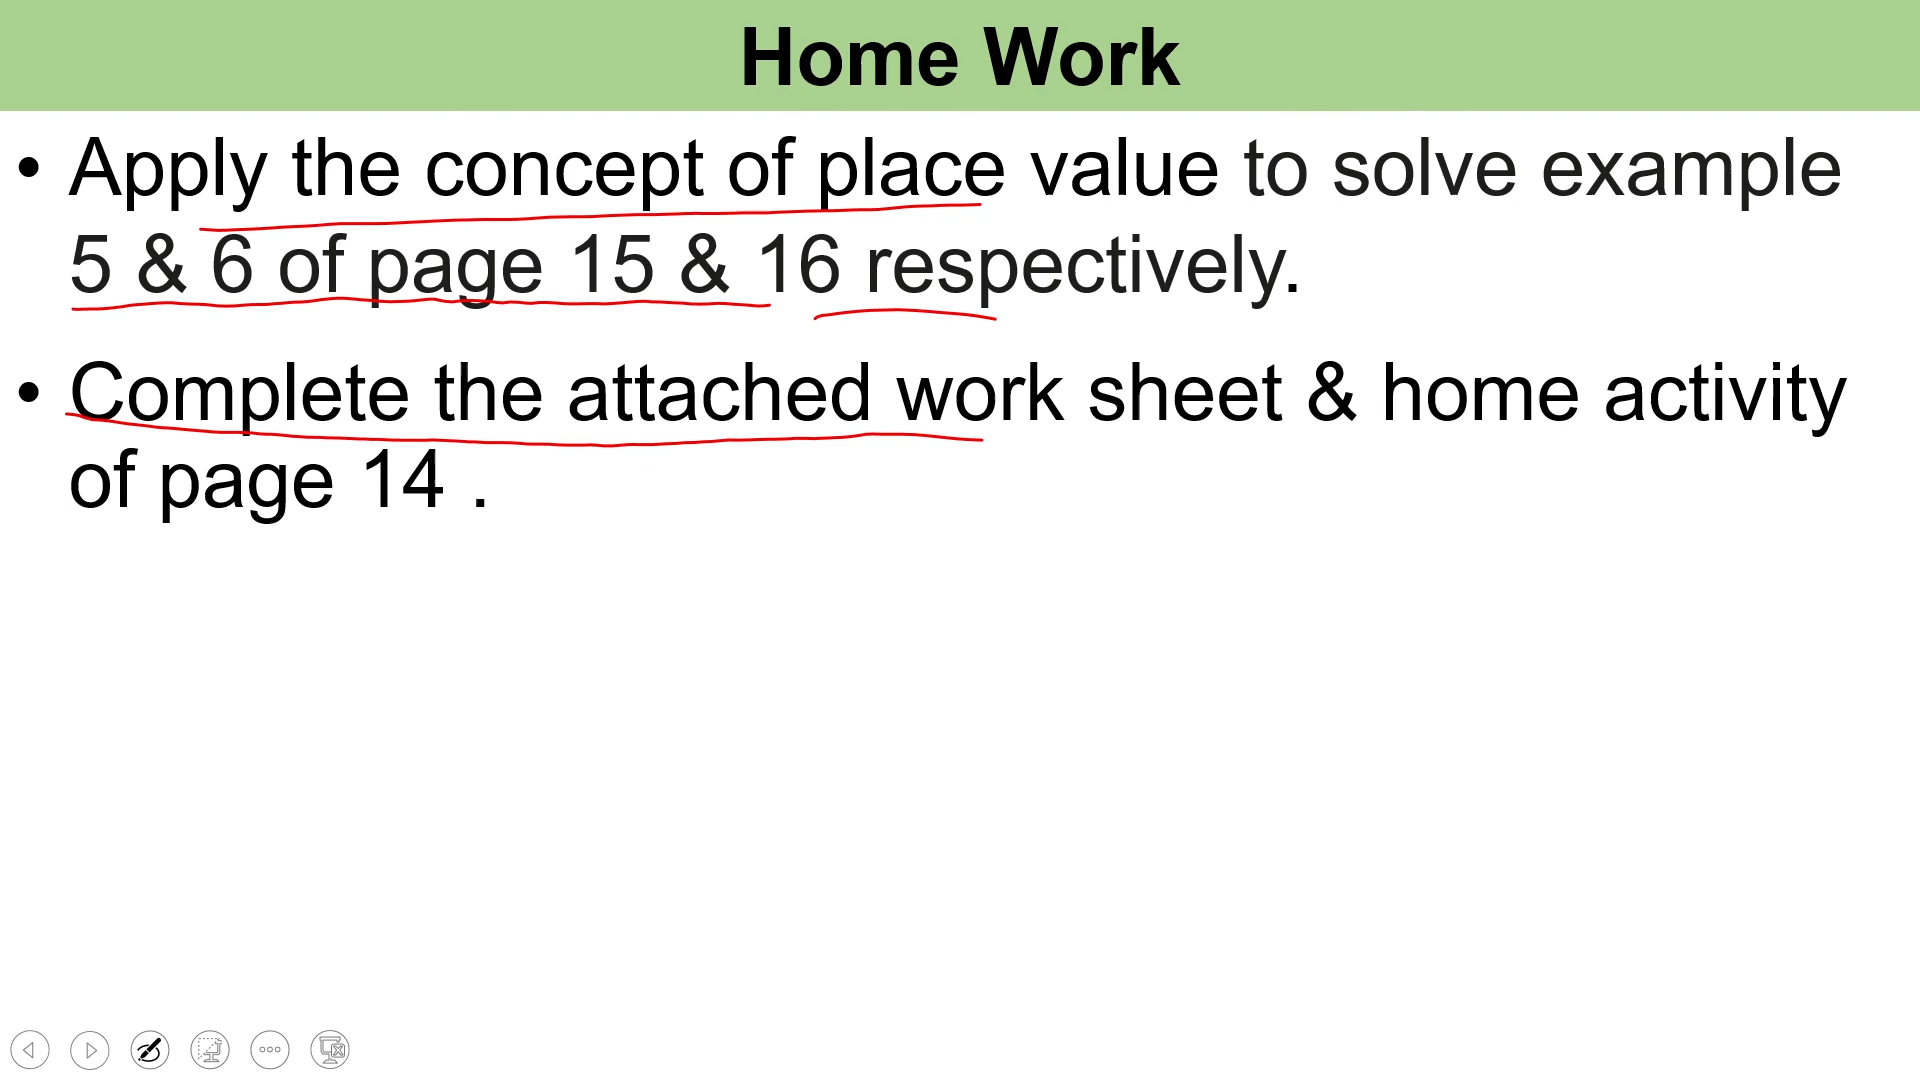 Home Work
• Apply the concept of place value to solve example
5 & 6 of page 15 & 16 respectively.
• Complete the attached work sheet & home activity
of page 14 .